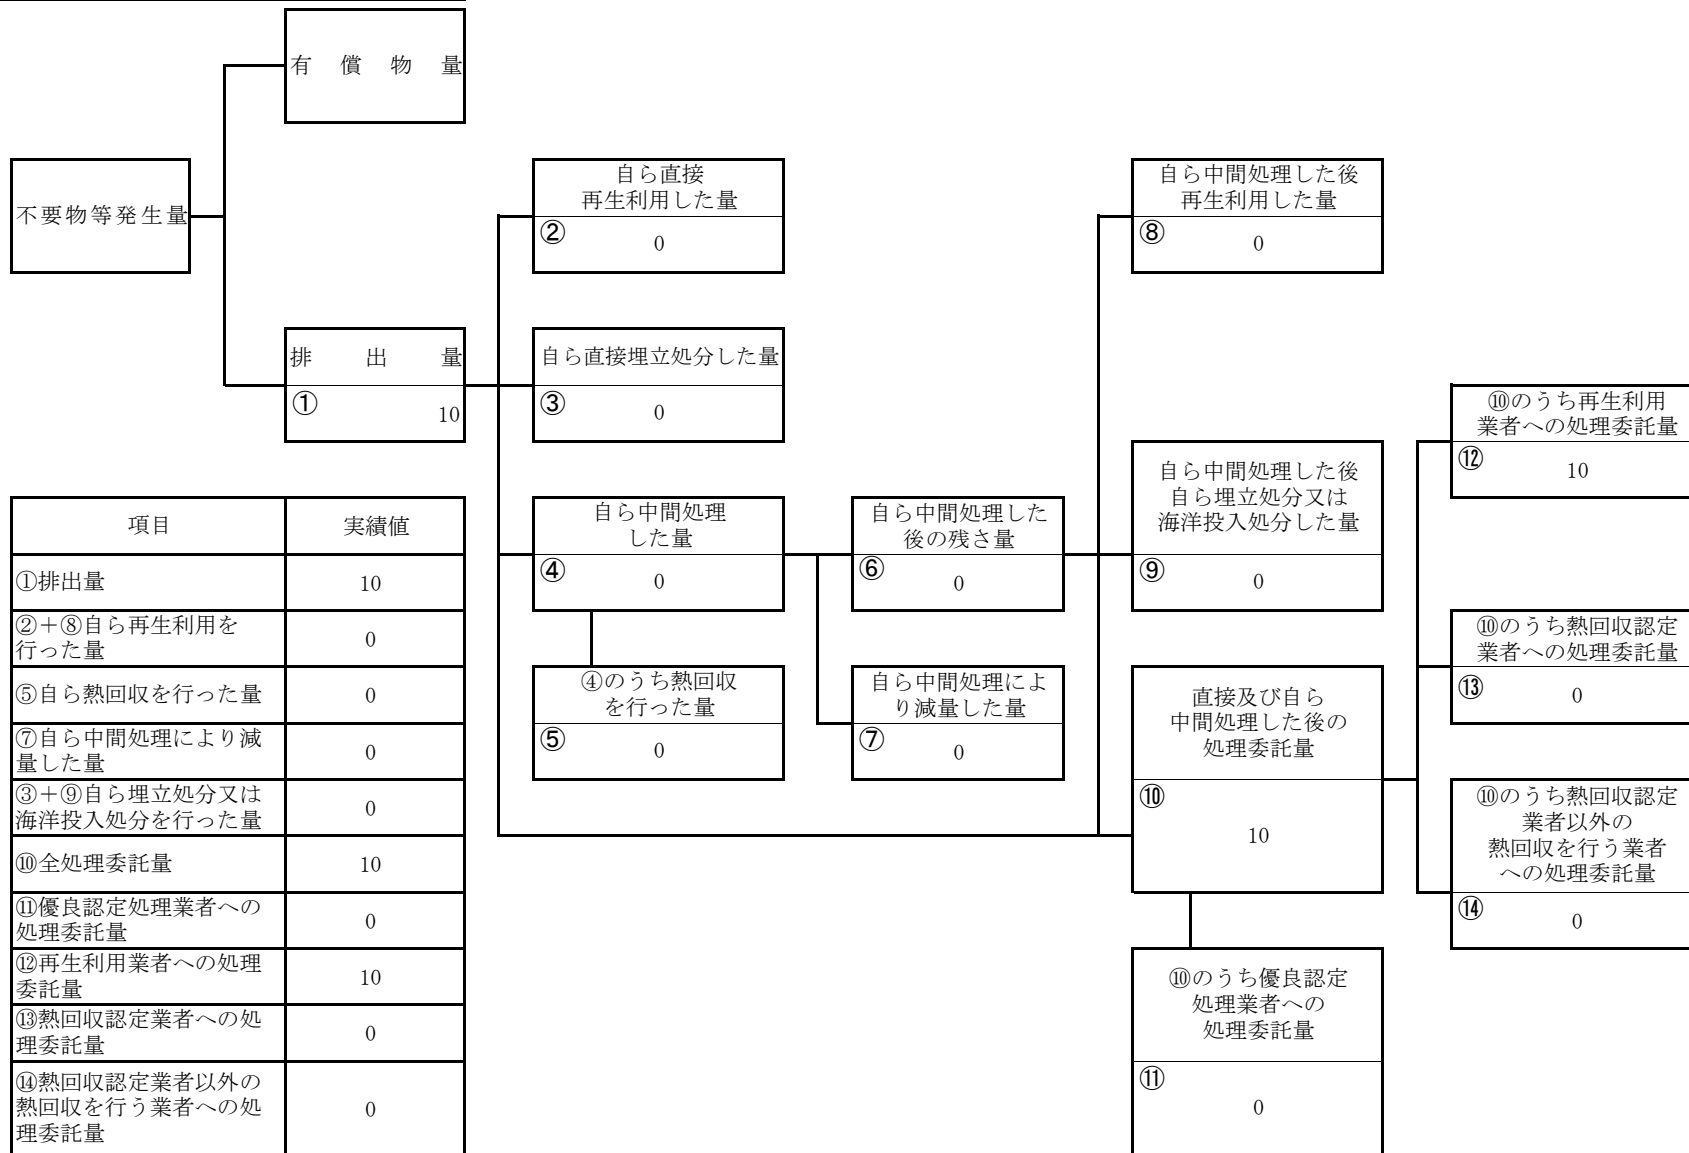 有償物量
不要物等発生量
排出量
①
10
自ら直接
再生利用した量
②
0
自ら直接埋立処分した量
③
0
自ら中間処理
した量
④
0
④のうち熱回収
を行った量
⑤
0
自ら中間処理した
後の残さ量
⑥
0
自ら中間処理によ
り減量した量
⑦
0
自ら中間処理した後
再生利用した量
⑧
0
自ら中間処理した後
自ら埋立処分又は
海洋投入処分した量
⑨
0
直接及び自ら
中間処理した後の
処理委託量
⑩
10
⑩のうち優良認定
処理業者への
処理委託量
⑪
0
⑩のうち再生利用
業者への処理委託量
⑫
10
⑩のうち熱回収認定
業者への処理委託量
⑬
0
⑩のうち熱回収認定
業者以外の
熱回収を行う業者
への処理委託量
⑭
0
項目 実績値
①排出量 10
②＋⑧自ら再生利用を
行った量 0
⑤自ら熱回収を行った量 0
⑦自ら中間処理により減
量した量 0
③＋⑨自ら埋立処分又は
海洋投入処分を行った量 0
⑩全処理委託量 10
⑪優良認定処理業者への
処理委託量 0
⑫再生利用業者への処理
委託量 10
⑬熱回収認定業者への処
理委託量 0
⑭熱回収認定業者以外の
熱回収を行う業者への処
理委託量 0